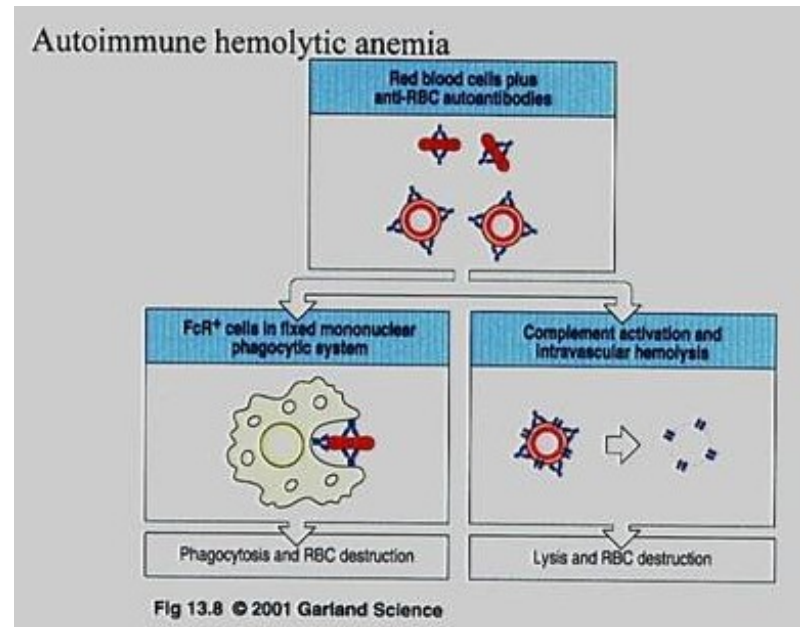 Autoimmune hemolytic anemia
Red blood cells plus
anti-RBC autoantibodies
FcR+ cells in fixed mononuclear
phagocytic system
Complement activation and
intravascular hemolysis
Phagocytosis and RBC destruction
Lysis and RBC destruction
Fig 13.8 © 2001 Garland Science